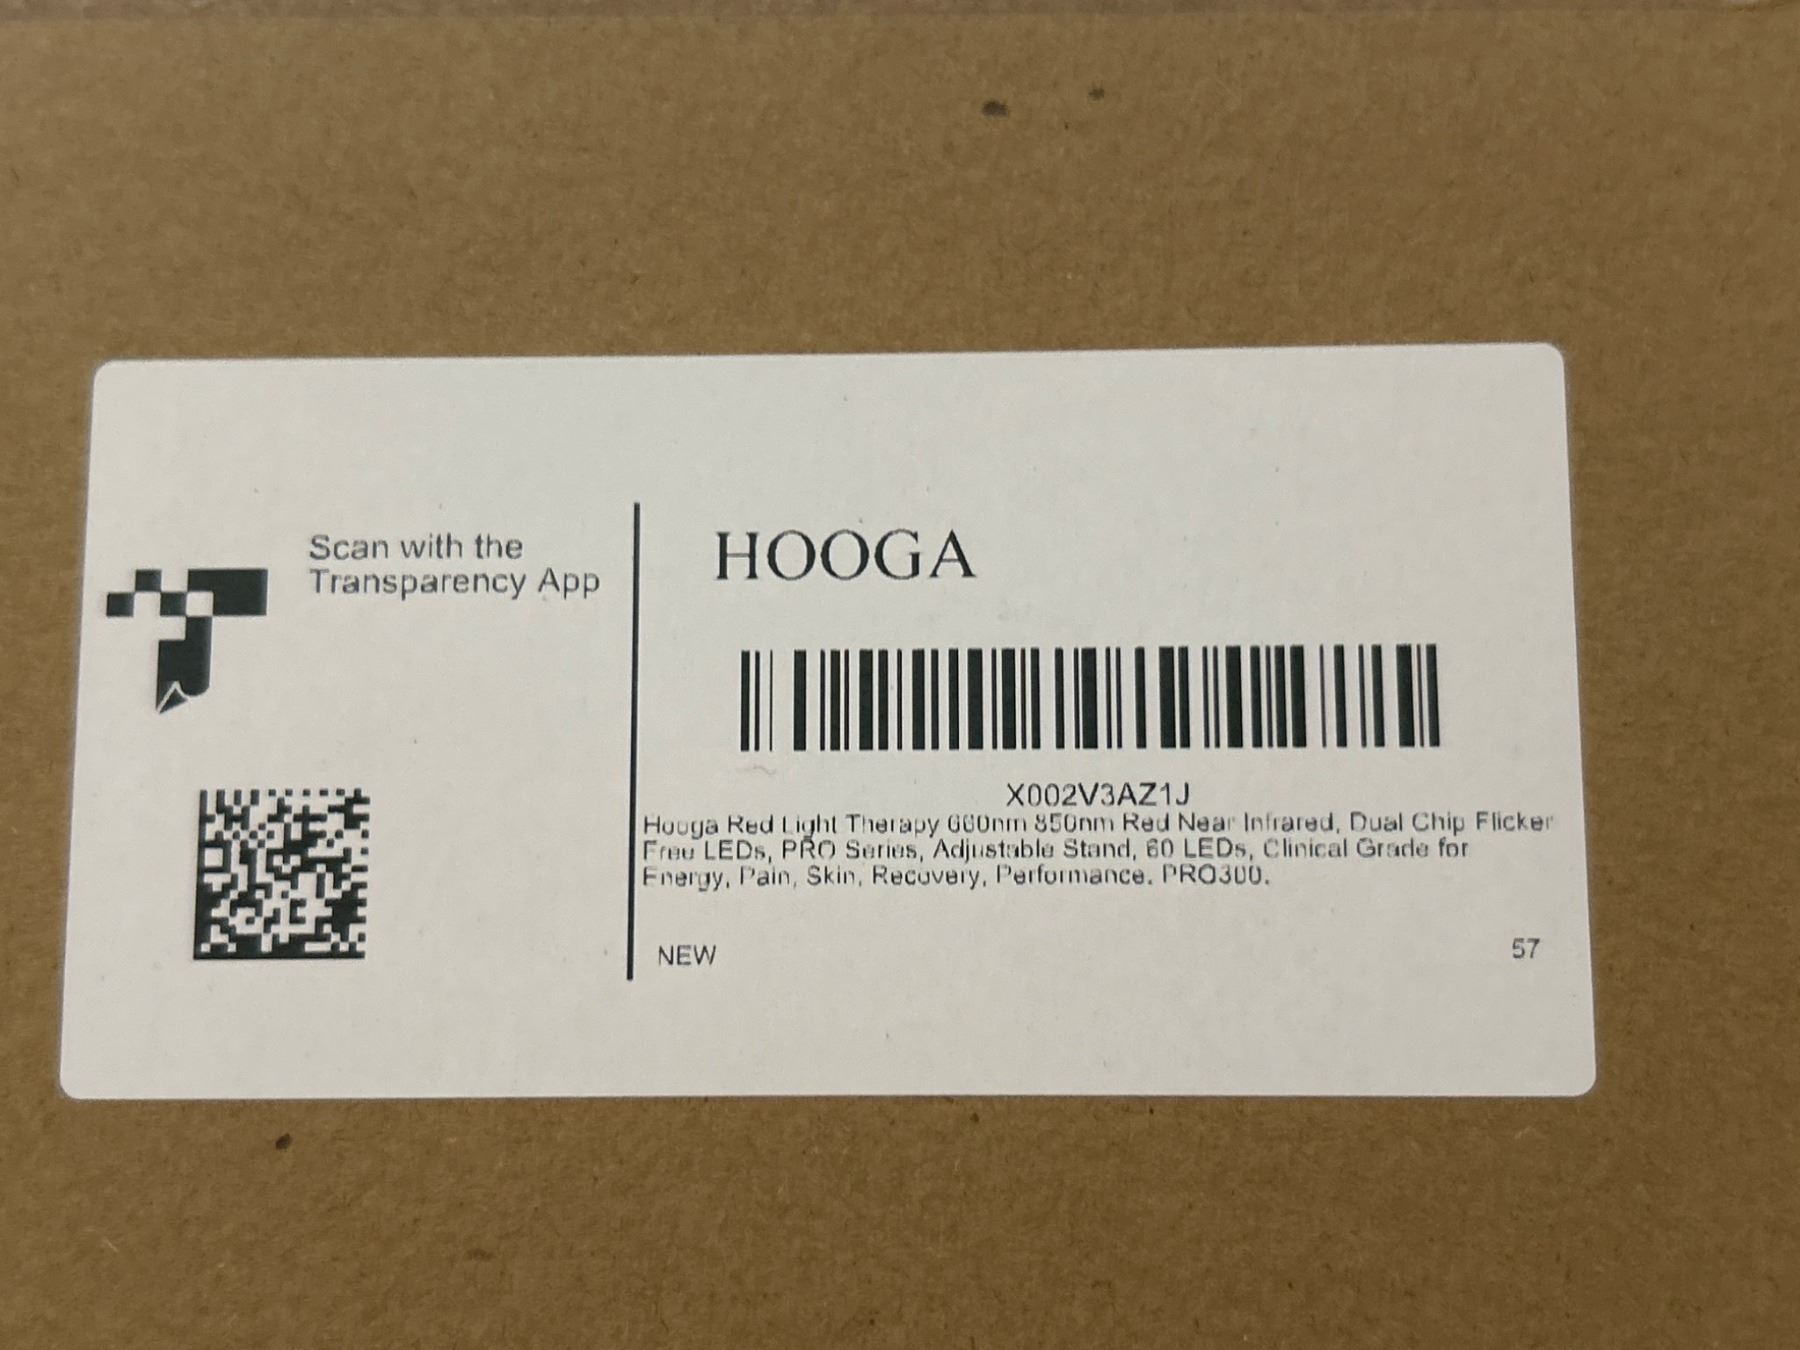 Scan with the
Transparency App
HOOGA
X002V3AZ1J
Hooga Red Light Therapy 660nm 850nm Red Near Infrared, Dual Chip Flicker
Free LEDs, PRO Series, Adjustable Stand, 60 LEDs, Clinical Grade for
Energy, Pain, Skin, Recovery, Performance. PRO300.
NEW
57